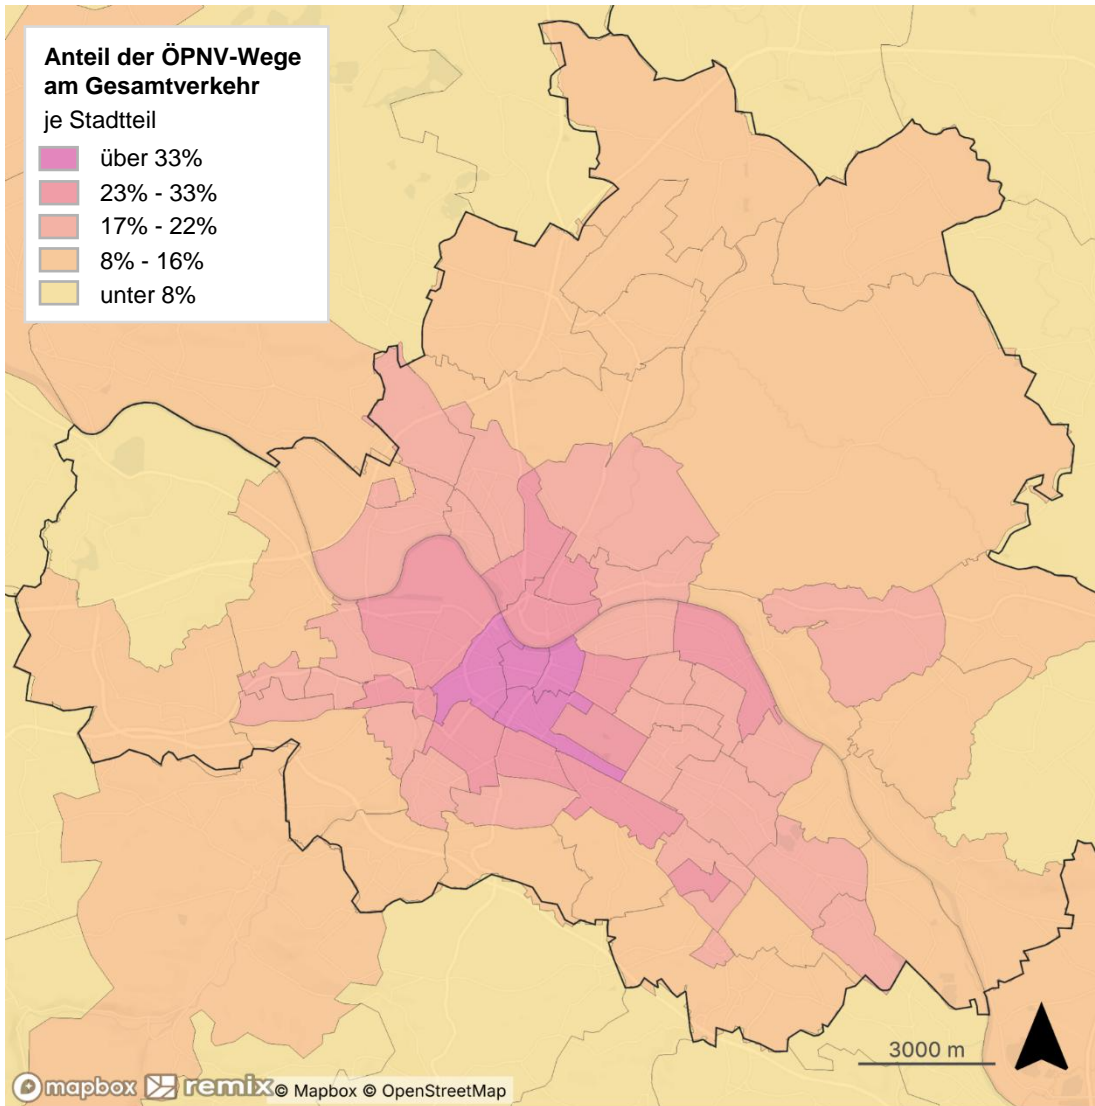 Anteil der ÖPNV-Wege
am Gesamtverkehr
je Stadtteil
über 33%
23% - 33%
17% - 22%
8% - 16%
unter 8%
3000 m
mapbox remix © Mapbox © OpenStreetMap